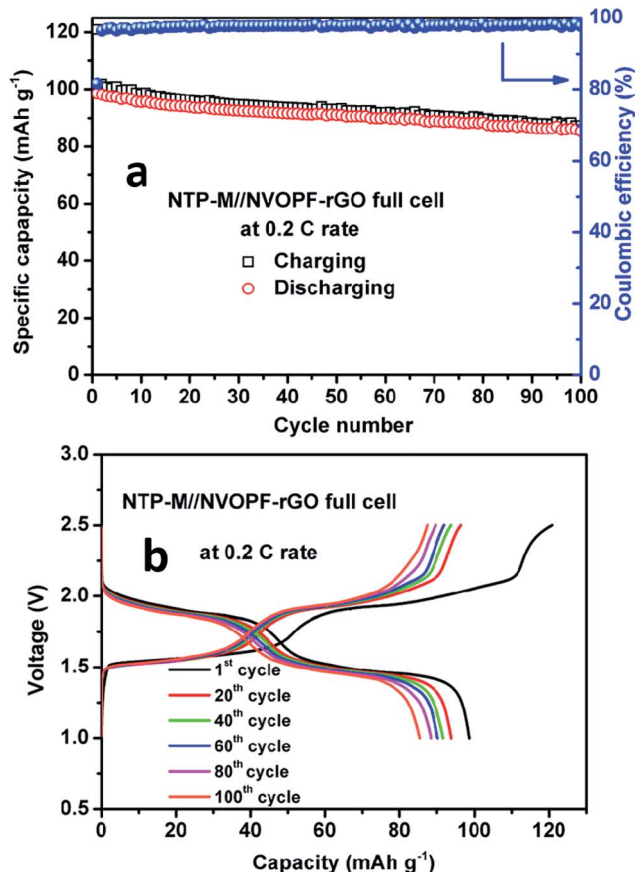 120
100
80
60
40
20
0
Specific capapcity (mAh g⁻¹)
a
NTP-M//NVOPF-rGO full cell
at 0.2 C rate
Charging
Discharging
100
80
60
40
20
0
Coulombic efficiency (%)
0 10 20 30 40 50 60 70 80 90 100
Cycle number
3.0
2.5
2.0
1.5
1.0
0.5
Voltage (V)
NTP-M//NVOPF-rGO full cell
b
at 0.2 C rate
1st cycle
20th cycle
40th cycle
60th cycle
80th cycle
100th cycle
0 20 40 60 80 100 120
Capacity (mAh g⁻¹)